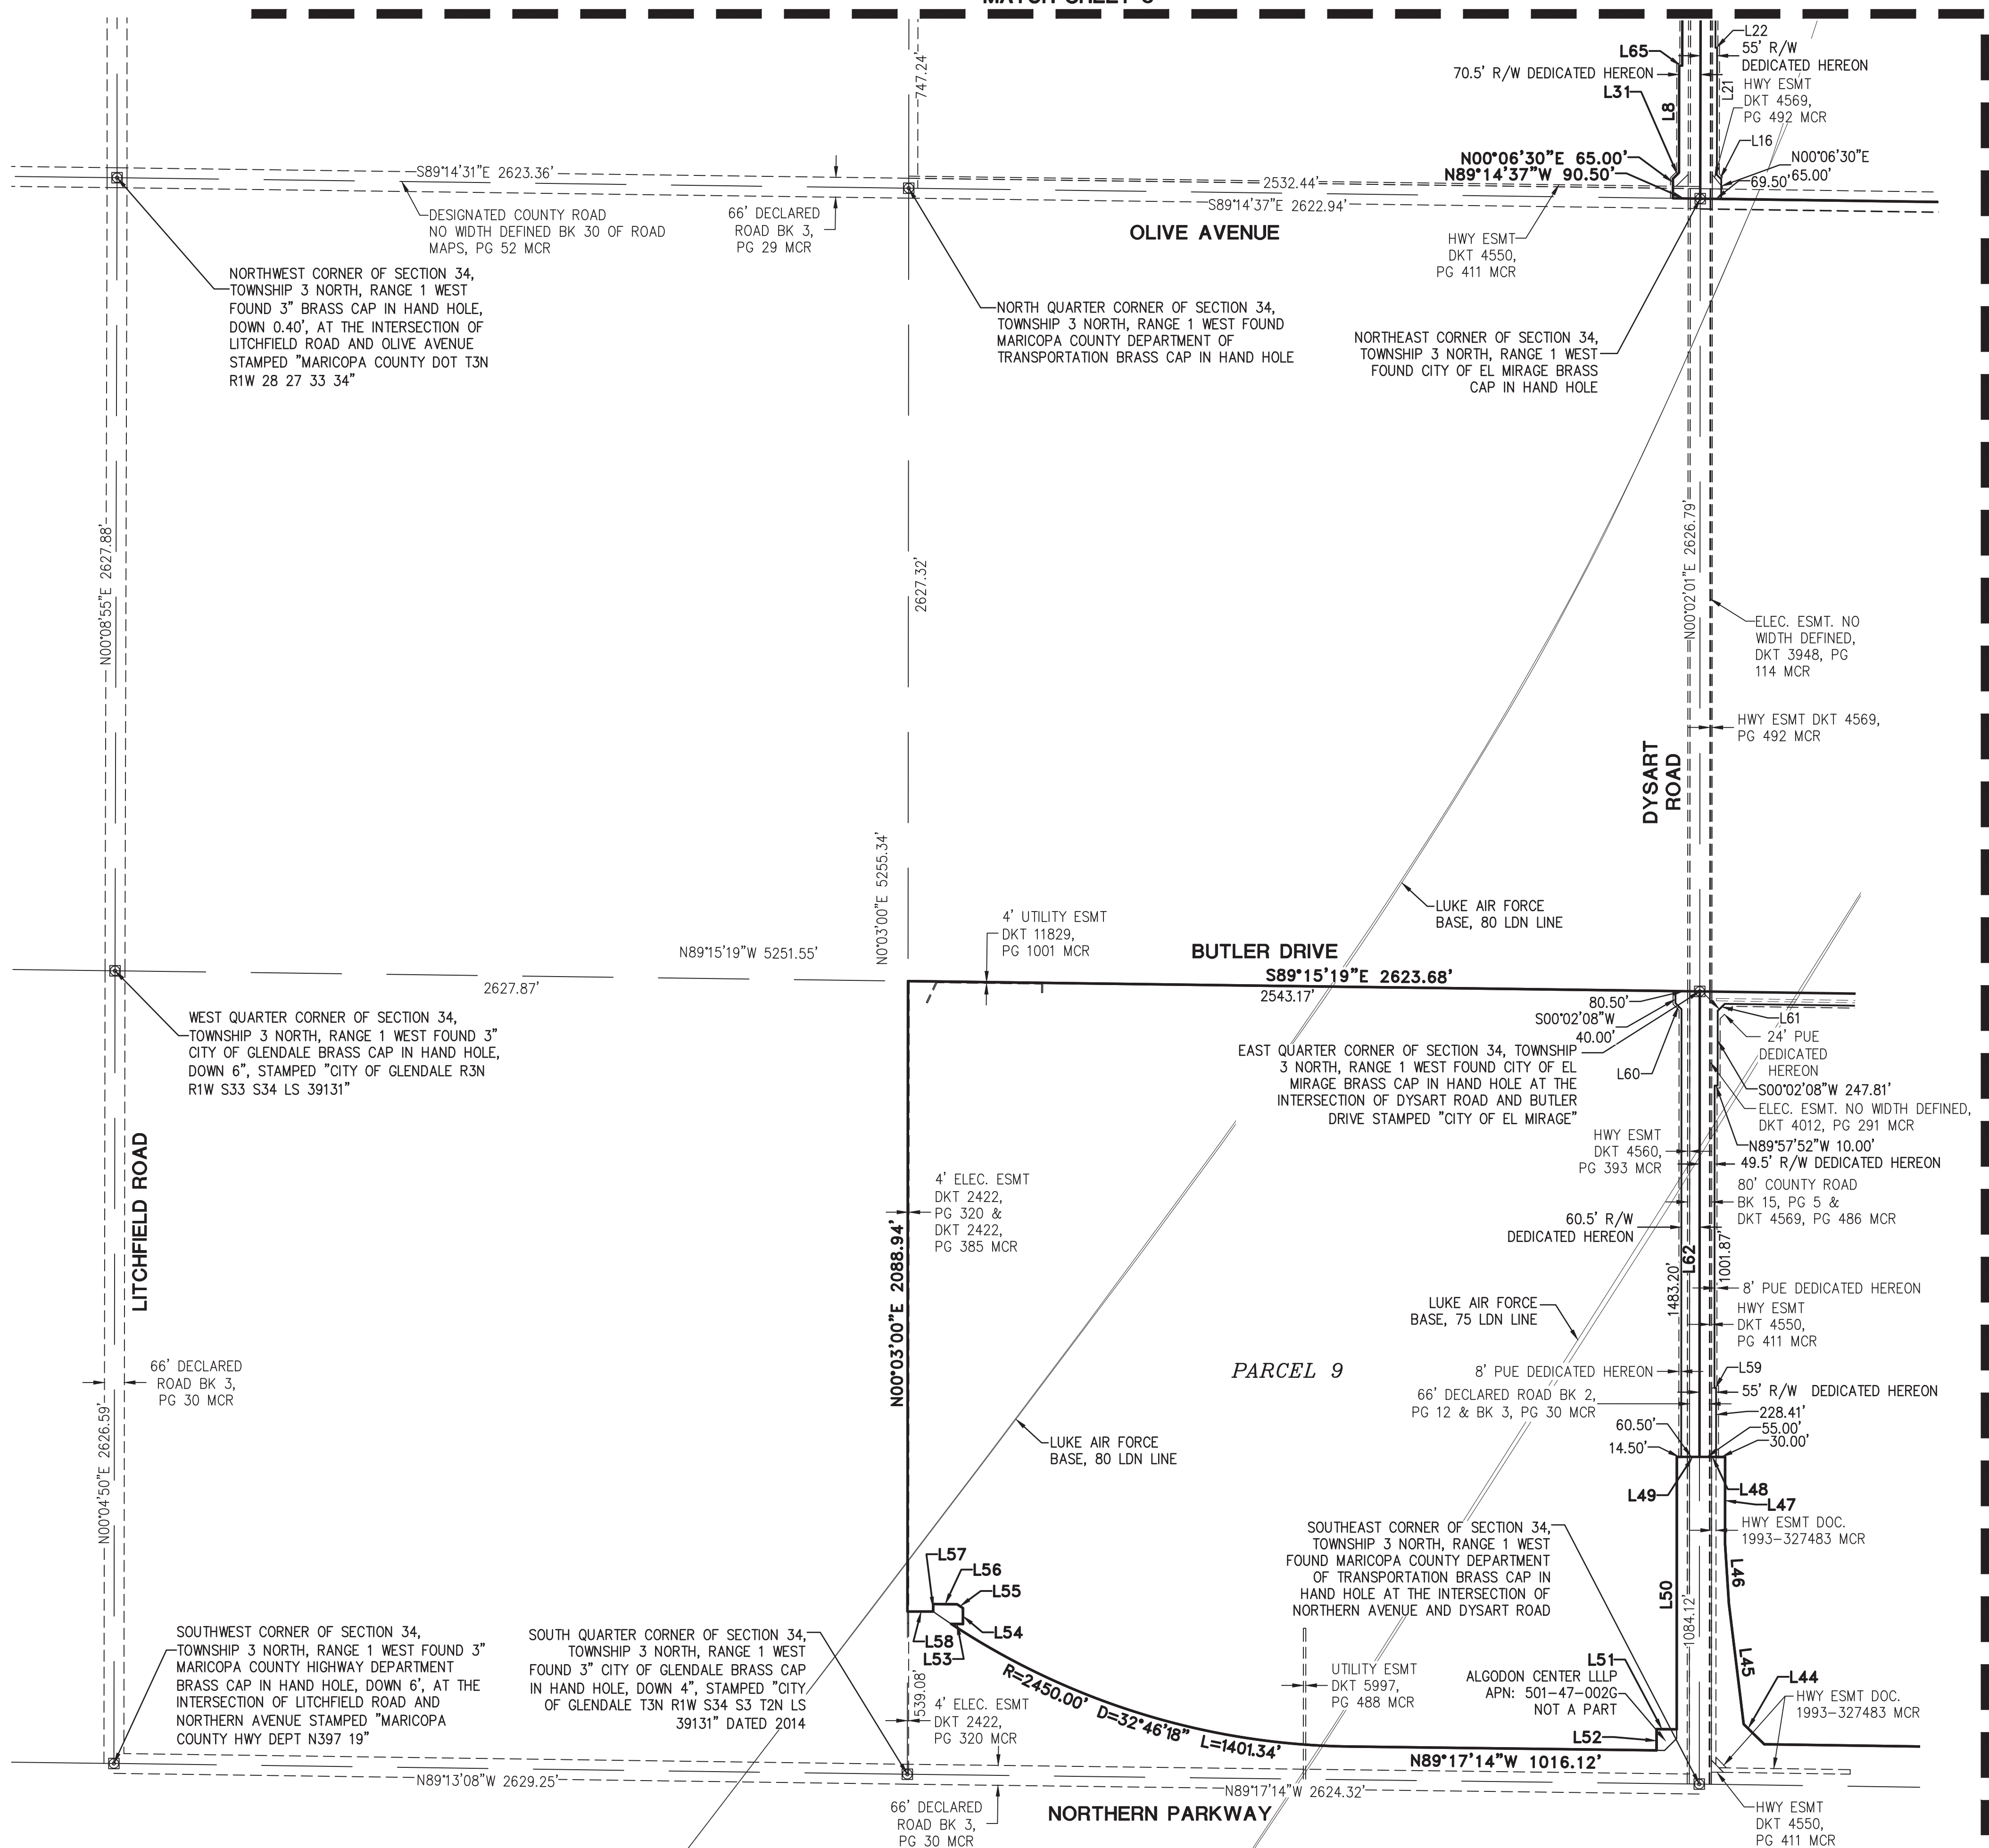 L22
L65
55' R/W
DEDICATED HEREON
70.5' R/W DEDICATED HEREON
747.24'
L31
L8
L21
HWY ESMT
DKT 4569,
PG 492 MCR
L16
N00°06'30"E 65.00'
N00°06'30"E
65.00'
S89°14'31"E 2623.36'
N89°14'37"W 90.50'
2532.44'
69.50'
S89°14'37"E 2622.94'
DESIGNATED COUNTY ROAD
NO WIDTH DEFINED BK 30 OF ROAD
MAPS, PG 52 MCR
66' DECLARED
ROAD BK 3,
PG 29 MCR
OLIVE AVENUE
HWY ESMT
DKT 4550,
PG 411 MCR
NORTHWEST CORNER OF SECTION 34,
TOWNSHIP 3 NORTH, RANGE 1 WEST
FOUND 3" BRASS CAP IN HAND HOLE,
DOWN 0.40', AT THE INTERSECTION OF
LITCHFIELD ROAD AND OLIVE AVENUE
STAMPED "MARICOPA COUNTY DOT T3N
R1W 28 27 33 34"
NORTH QUARTER CORNER OF SECTION 34,
TOWNSHIP 3 NORTH, RANGE 1 WEST FOUND
MARICOPA COUNTY DEPARTMENT OF
TRANSPORTATION BRASS CAP IN HAND HOLE
NORTHEAST CORNER OF SECTION 34,
TOWNSHIP 3 NORTH, RANGE 1 WEST
FOUND CITY OF EL MIRAGE BRASS
CAP IN HAND HOLE
N00°08'55"E 2627.88'
2627.32'
N00°02'01"E 2626.79'
ELEC. ESMT. NO
WIDTH DEFINED,
DKT 3948, PG
114 MCR
HWY ESMT DKT 4569,
PG 492 MCR
DYSART
ROAD
N0°03'00"E 5255.34'
LUKE AIR FORCE
BASE, 80 LDN LINE
4' UTILITY ESMT
DKT 11829,
PG 1001 MCR
N89°15'19"W 5251.55'
BUTLER DRIVE
S89°15'19"E 2623.68'
2627.87'
2543.17'
80.50'
S00°02'08"W
40.00'
L61
24' PUE
DEDICATED
HEREON
WEST QUARTER CORNER OF SECTION 34,
TOWNSHIP 3 NORTH, RANGE 1 WEST FOUND 3"
CITY OF GLENDALE BRASS CAP IN HAND HOLE,
DOWN 6", STAMPED "CITY OF GLENDALE R3N
R1W S33 S34 LS 39131"
EAST QUARTER CORNER OF SECTION 34, TOWNSHIP
3 NORTH, RANGE 1 WEST FOUND CITY OF EL
MIRAGE BRASS CAP IN HAND HOLE AT THE
INTERSECTION OF DYSART ROAD AND BUTLER
DRIVE STAMPED "CITY OF EL MIRAGE"
L60
S00°02'08"W 247.81'
ELEC. ESMT. NO WIDTH DEFINED,
DKT 4012, PG 291 MCR
HWY ESMT
DKT 4560,
PG 393 MCR
N89°57'52"W 10.00'
49.5' R/W DEDICATED HEREON
80' COUNTY ROAD
BK 15, PG 5 &
DKT 4569, PG 486 MCR
LITCHFIELD ROAD
4' ELEC. ESMT
DKT 2422,
PG 320 &
DKT 2422,
PG 385 MCR
N00°03'00"E 2088.94'
60.5' R/W
DEDICATED HEREON
L62
1001.87'
1483.20'
8' PUE DEDICATED HEREON
HWY ESMT
DKT 4550,
PG 411 MCR
LUKE AIR FORCE
BASE, 75 LDN LINE
66' DECLARED
ROAD BK 3,
PG 30 MCR
PARCEL 9
8' PUE DEDICATED HEREON
L59
55' R/W DEDICATED HEREON
66' DECLARED ROAD BK 2,
PG 12 & BK 3, PG 30 MCR
228.41'
60.50'
55.00'
14.50'
30.00'
N00°04'50"E 2626.59'
LUKE AIR FORCE
BASE, 80 LDN LINE
L49
L48
L47
HWY ESMT DOC.
1993-327483 MCR
SOUTHEAST CORNER OF SECTION 34,
TOWNSHIP 3 NORTH, RANGE 1 WEST
FOUND MARICOPA COUNTY DEPARTMENT
OF TRANSPORTATION BRASS CAP IN
HAND HOLE AT THE INTERSECTION OF
NORTHERN AVENUE AND DYSART ROAD
L57
L56
L55
L54
L58
L53
L50
L46
1084.12'
L45
SOUTHWEST CORNER OF SECTION 34,
TOWNSHIP 3 NORTH, RANGE 1 WEST FOUND 3"
MARICOPA COUNTY HIGHWAY DEPARTMENT
BRASS CAP IN HAND HOLE, DOWN 6', AT THE
INTERSECTION OF LITCHFIELD ROAD AND
NORTHERN AVENUE STAMPED "MARICOPA
COUNTY HWY DEPT N397 19"
SOUTH QUARTER CORNER OF SECTION 34,
TOWNSHIP 3 NORTH, RANGE 1 WEST
FOUND 3" CITY OF GLENDALE BRASS CAP
IN HAND HOLE, DOWN 4", STAMPED "CITY
OF GLENDALE T3N R1W S34 S3 T2N LS
39131" DATED 2014
539.08'
4' ELEC. ESMT
DKT 2422,
PG 320 MCR
R=2450.00' D=32°46'18" L=1401.34'
UTILITY ESMT
DKT 5997,
PG 488 MCR
L51
ALGODON CENTER LLLP
APN: 501-47-002G
NOT A PART
L52
L44
HWY ESMT DOC.
1993-327483 MCR
N89°17'14"W 1016.12'
N89°13'08"W 2629.25'
N89°17'14"W 2624.32'
66' DECLARED
ROAD BK 3,
PG 30 MCR
NORTHERN PARKWAY
HWY ESMT
DKT 4550,
PG 411 MCR